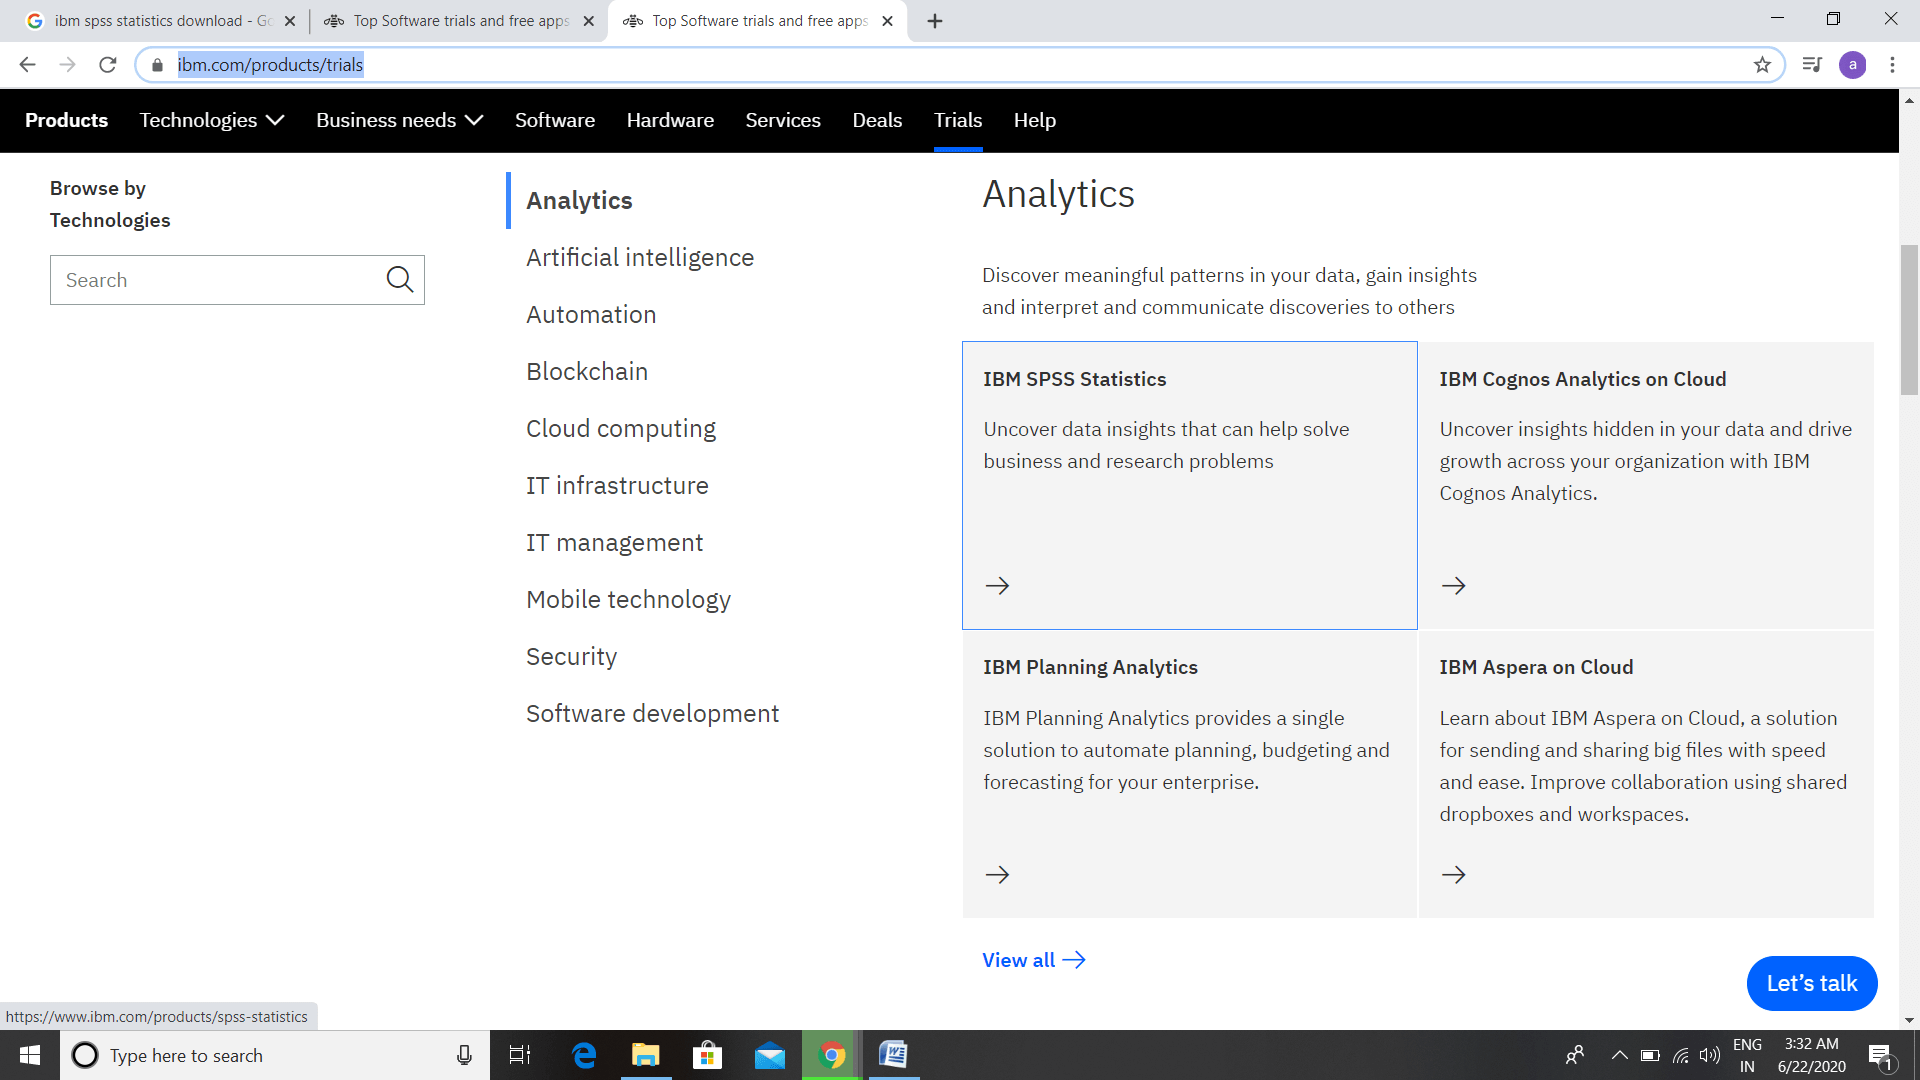 ibm spss statistics download - Go
Top Software trials and free apps
Top Software trials and free apps
ibm.com/products/trials
a
Products Technologies Business needs Software Hardware Services Deals Trials Help
Browse by
Technologies
Search
Analytics
Artificial intelligence
Automation
Blockchain
Cloud computing
IT infrastructure
IT management
Mobile technology
Security
Software development
Analytics
Discover meaningful patterns in your data, gain insights
and interpret and communicate discoveries to others
IBM SPSS Statistics
Uncover data insights that can help solve
business and research problems
IBM Cognos Analytics on Cloud
Uncover insights hidden in your data and drive
growth across your organization with IBM
Cognos Analytics.
IBM Planning Analytics
IBM Planning Analytics provides a single
solution to automate planning, budgeting and
forecasting for your enterprise.
IBM Aspera on Cloud
Learn about IBM Aspera on Cloud, a solution
for sending and sharing big files with speed
and ease. Improve collaboration using shared
dropboxes and workspaces.
View all
Let's talk
https://www.ibm.com/products/spss-statistics
Type here to search
ENG
IN
3:32 AM
6/22/2020
1